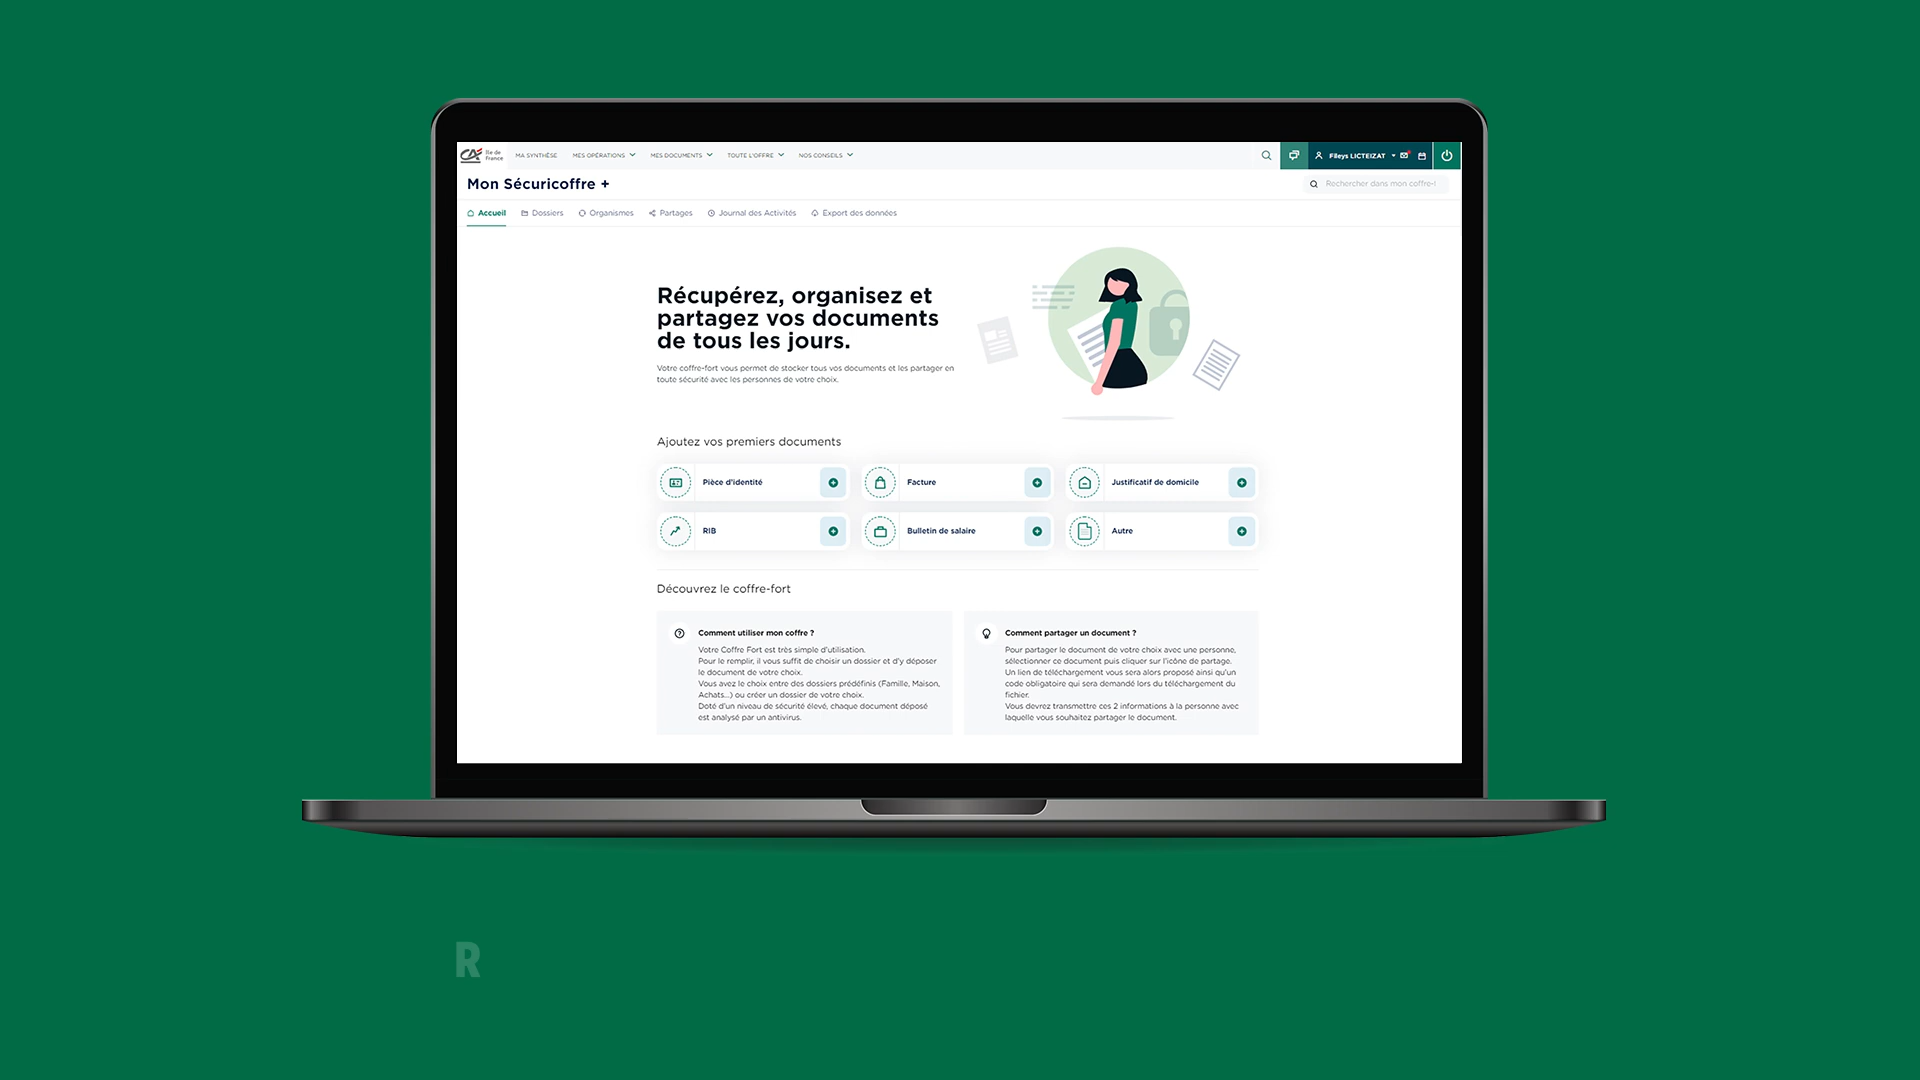 CA Île de
France
MA SYNTHÈSE MES OPÉRATIONS MES DOCUMENTS TOUTE L'OFFRE NOS CONSEILS
Flleys LICTEIZAT
Mon Sécuricoffre +
Rechercher dans mon coffre-f
Accueil Dossiers Organismes Partages Journal des Activités Export des données
Récupérez, organisez et
partagez vos documents
de tous les jours.
Votre coffre-fort vous permet de stocker tous vos documents et les partager en
toute sécurité avec les personnes de votre choix.
Ajoutez vos premiers documents
Pièce d'identité
Facture
Justificatif de domicile
RIB
Bulletin de salaire
Autre
Découvrez le coffre-fort
Comment utiliser mon coffre ?
Votre Coffre Fort est très simple d'utilisation.
Pour le remplir, il vous suffit de choisir un dossier et d'y déposer
le document de votre choix.
Vous avez le choix entre des dossiers prédéfinis (Famille, Maison,
Achats...) ou créer un dossier de votre choix.
Doté d'un niveau de sécurité élevé, chaque document déposé
est analysé par un antivirus.
Comment partager un document ?
Pour partager le document de votre choix avec une personne,
sélectionner ce document puis cliquer sur l'icône de partage.
Un lien de téléchargement vous sera alors proposé ainsi qu'un
code obligatoire qui sera demandé lors du téléchargement du
fichier.
Vous devrez transmettre ces 2 informations à la personne avec
laquelle vous souhaitez partager le document.
R